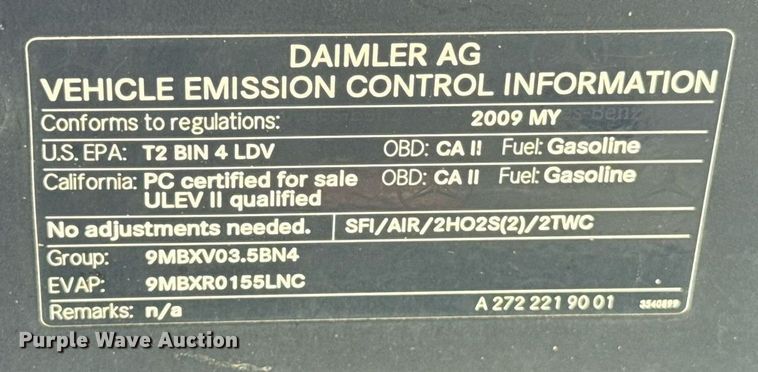 DAIMLER AG
VEHICLE EMISSION CONTROL INFORMATION
Conforms to regulations: 2009 MY
U.S. EPA: T2 BIN 4 LDV OBD: CA II Fuel: Gasoline
California: PC certified for sale OBD: CA II Fuel: Gasoline
ULEV II qualified
No adjustments needed. SFI/AIR/2HO2S(2)/2TWC
Group: 9MBXV03.5BN4
EVAP: 9MBXR0155LNC
Remarks: n/a A 272 221 90 01
Purple Wave Auction